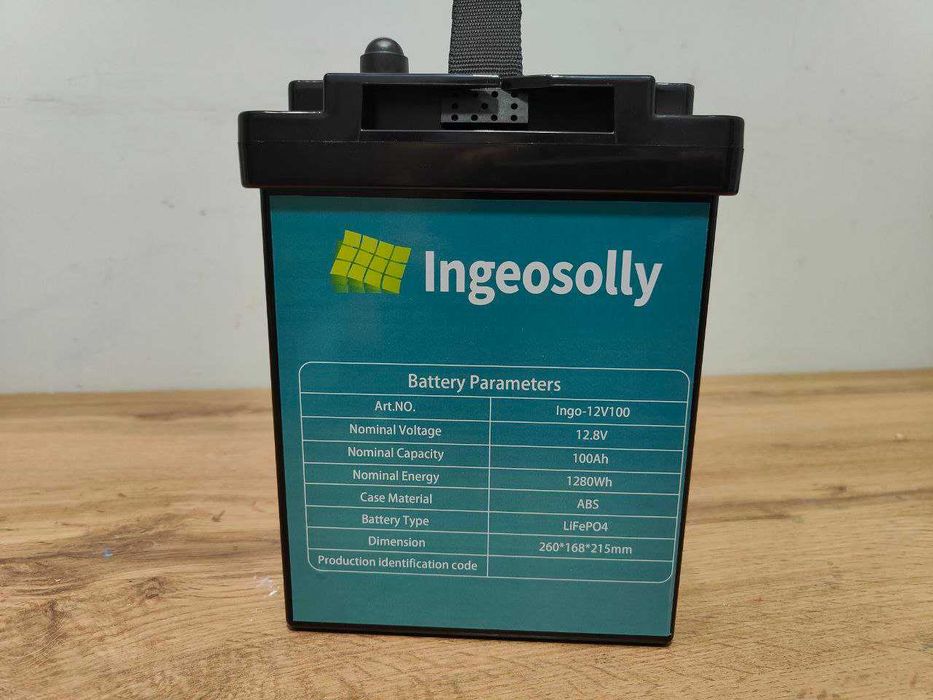 Ingeosolly
Battery Parameters
Art.NO. Ingo-12V100
Nominal Voltage 12.8V
Nominal Capacity 100Ah
Nominal Energy 1280Wh
Case Material ABS
Battery Type LiFePO4
Dimension 260*168*215mm
Production identification code